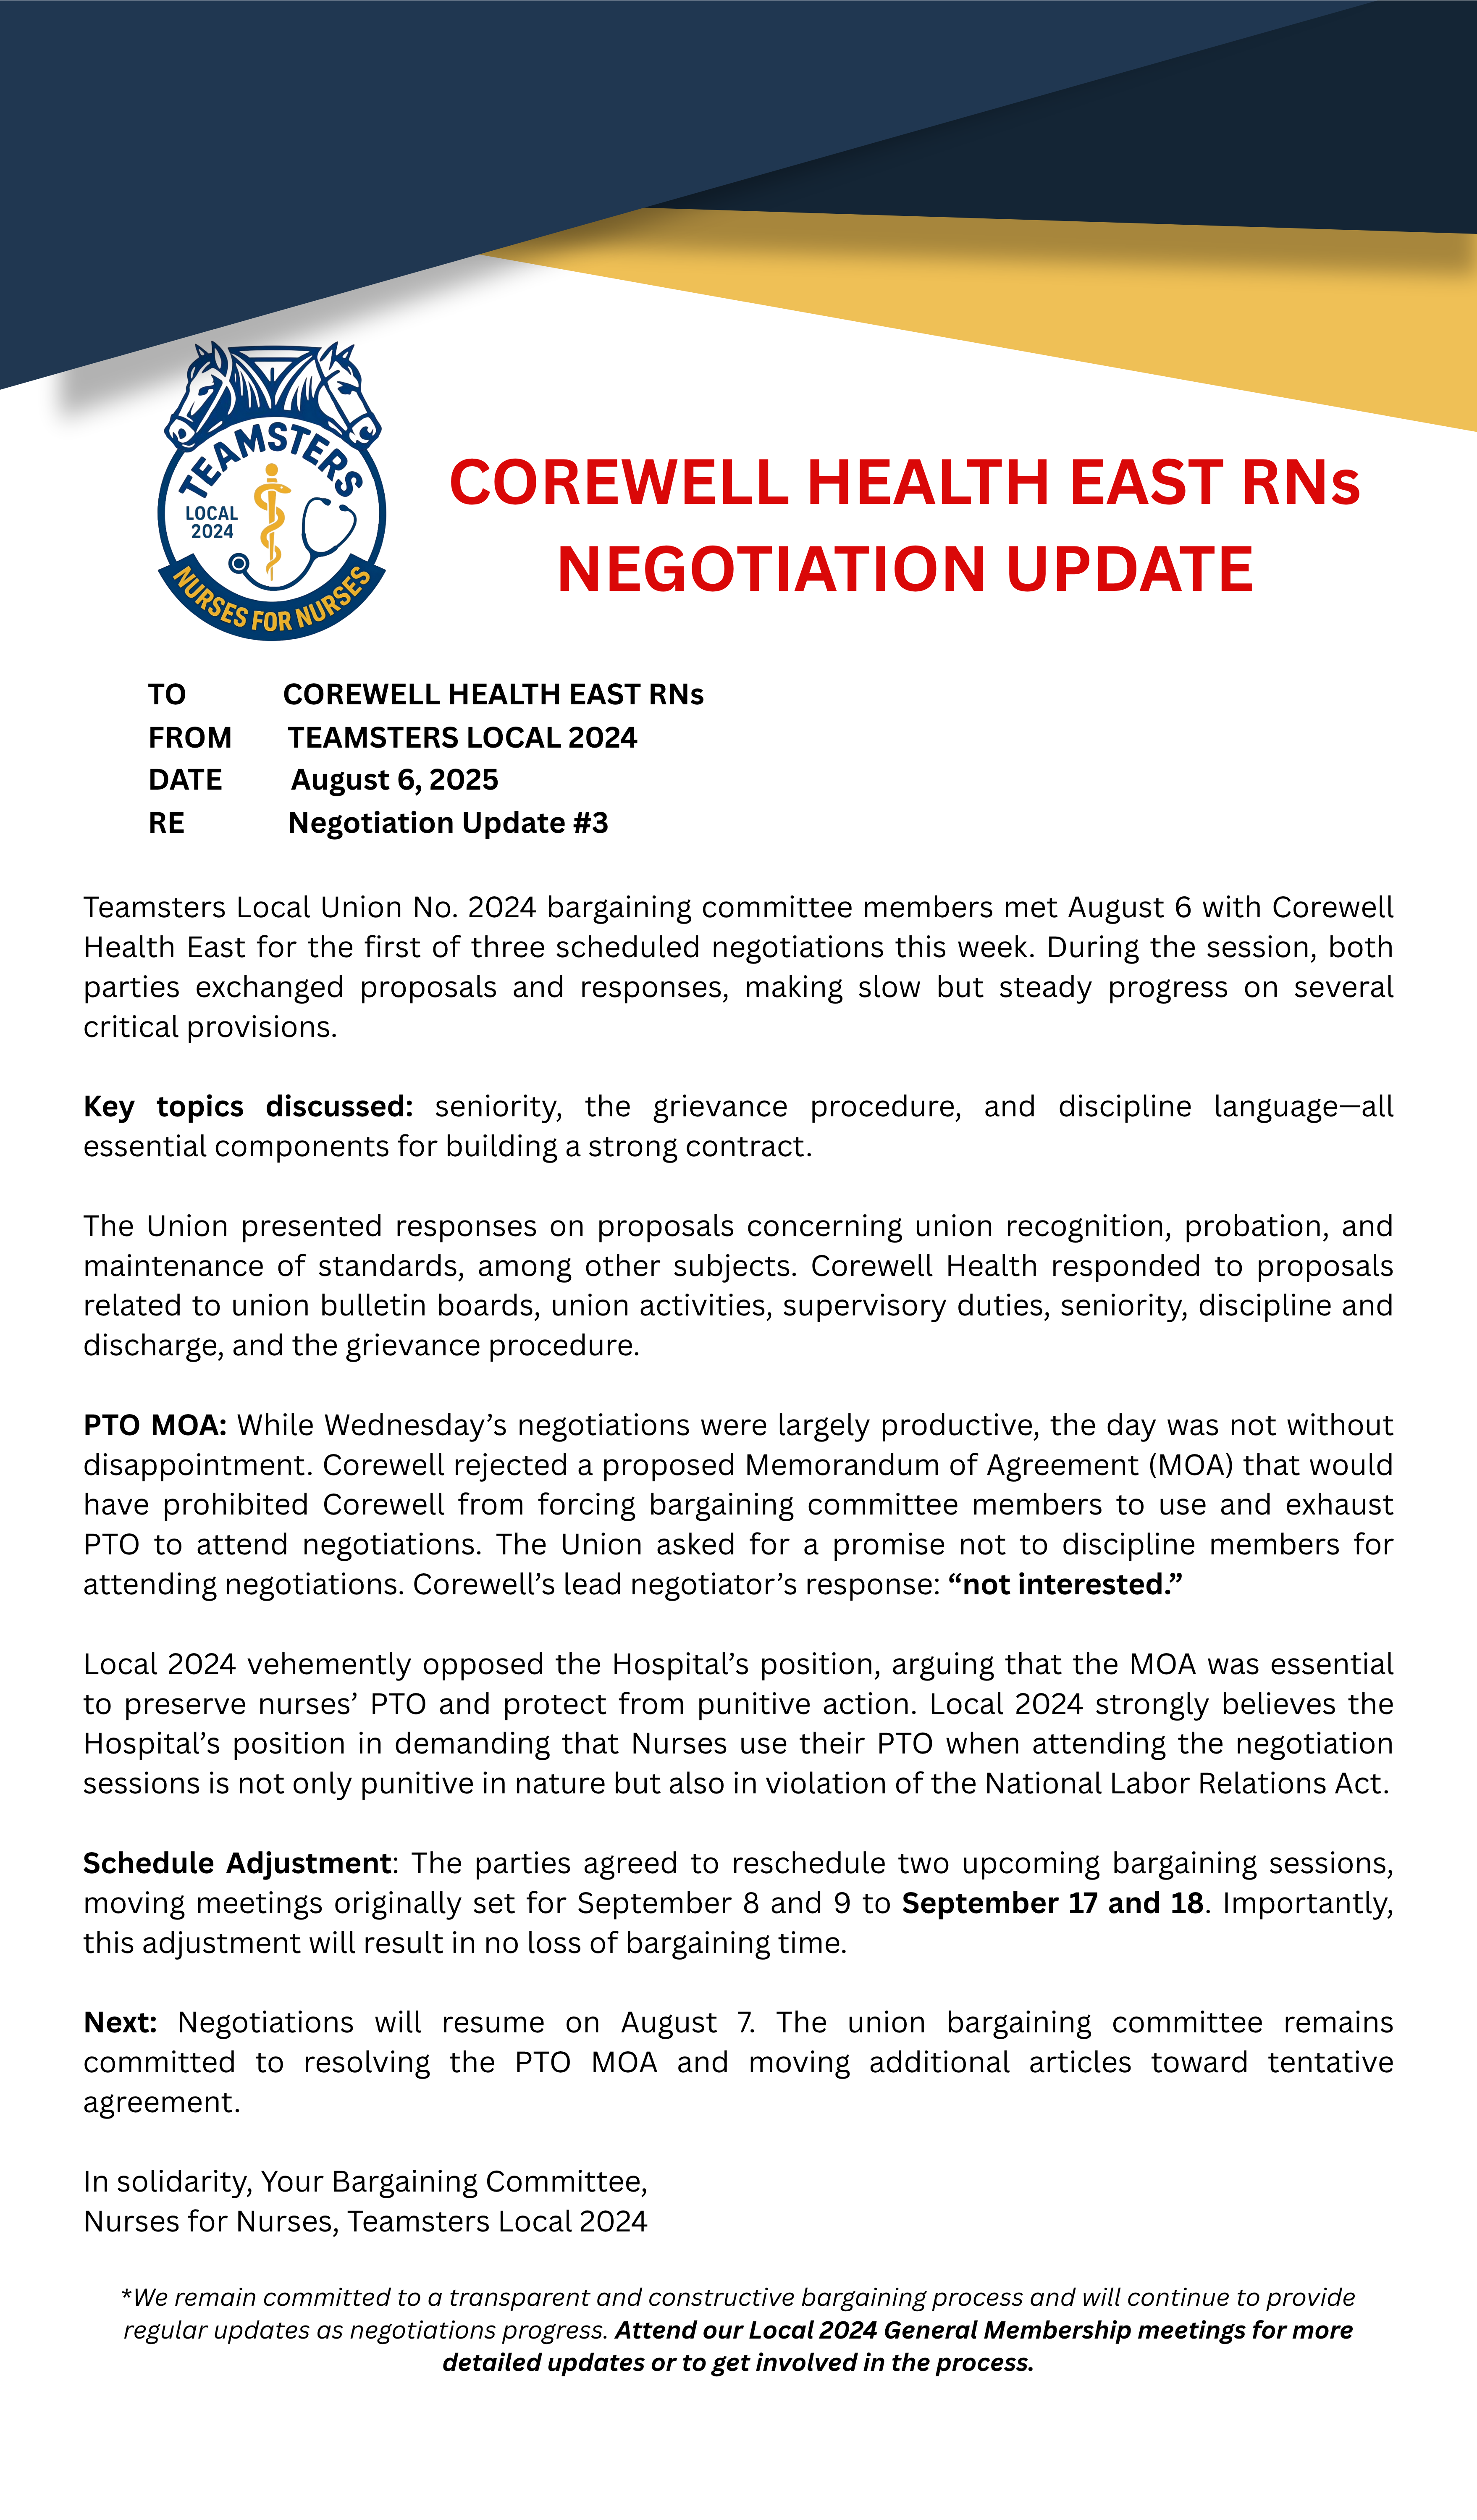 TEAMSTERS
LOCAL
2024
NURSES FOR NURSES
COREWELL HEALTH EAST RNs
NEGOTIATION UPDATE
TO COREWELL HEALTH EAST RNs
FROM TEAMSTERS LOCAL 2024
DATE August 6, 2025
RE Negotiation Update #3
Teamsters Local Union No. 2024 bargaining committee members met August 6 with Corewell
Health East for the first of three scheduled negotiations this week. During the session, both
parties exchanged proposals and responses, making slow but steady progress on several
critical provisions.
Key topics discussed: seniority, the grievance procedure, and discipline language—all
essential components for building a strong contract.
The Union presented responses on proposals concerning union recognition, probation, and
maintenance of standards, among other subjects. Corewell Health responded to proposals
related to union bulletin boards, union activities, supervisory duties, seniority, discipline and
discharge, and the grievance procedure.
PTO MOA: While Wednesday’s negotiations were largely productive, the day was not without
disappointment. Corewell rejected a proposed Memorandum of Agreement (MOA) that would
have prohibited Corewell from forcing bargaining committee members to use and exhaust
PTO to attend negotiations. The Union asked for a promise not to discipline members for
attending negotiations. Corewell’s lead negotiator’s response: “not interested.”
Local 2024 vehemently opposed the Hospital’s position, arguing that the MOA was essential
to preserve nurses’ PTO and protect from punitive action. Local 2024 strongly believes the
Hospital’s position in demanding that Nurses use their PTO when attending the negotiation
sessions is not only punitive in nature but also in violation of the National Labor Relations Act.
Schedule Adjustment: The parties agreed to reschedule two upcoming bargaining sessions,
moving meetings originally set for September 8 and 9 to September 17 and 18. Importantly,
this adjustment will result in no loss of bargaining time.
Next: Negotiations will resume on August 7. The union bargaining committee remains
committed to resolving the PTO MOA and moving additional articles toward tentative
agreement.
In solidarity, Your Bargaining Committee,
Nurses for Nurses, Teamsters Local 2024
*We remain committed to a transparent and constructive bargaining process and will continue to provide
regular updates as negotiations progress. Attend our Local 2024 General Membership meetings for more
detailed updates or to get involved in the process.